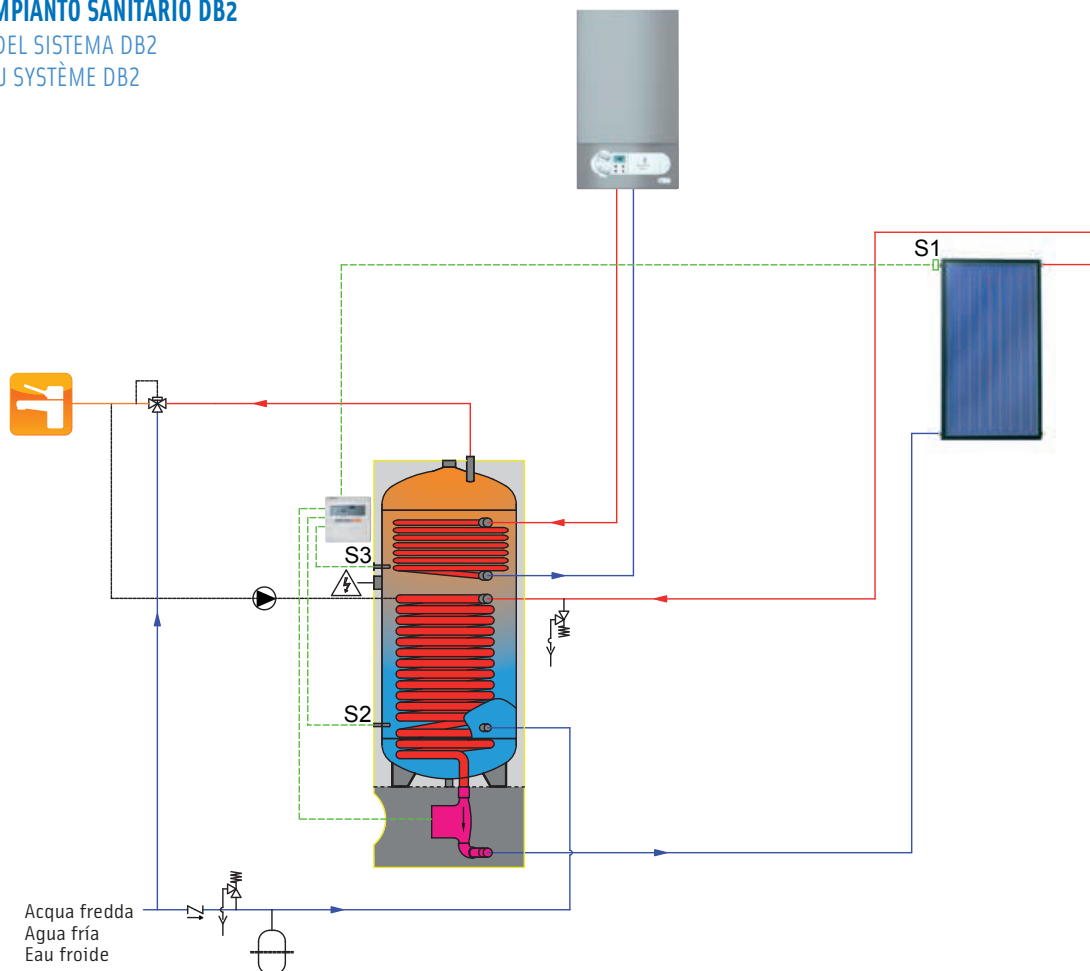 MPIANTO SANITARIO DB2
DEL SISTEMA DB2
U SYSTÈME DB2
S1
S3
S2
Acqua fredda
Agua fría
Eau froide